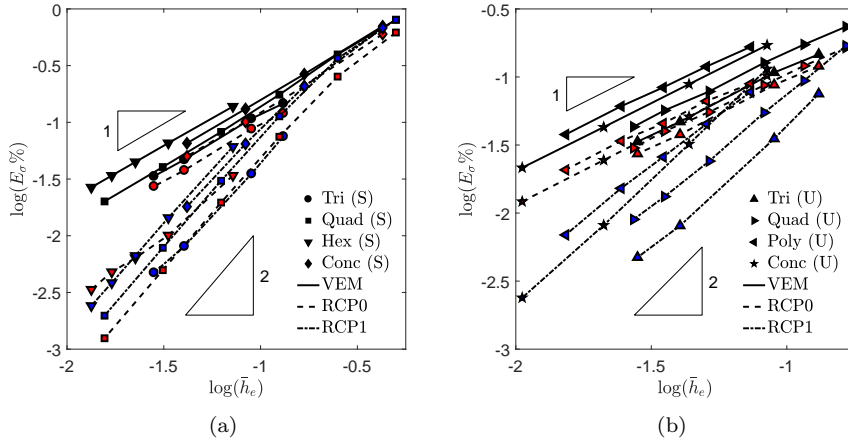 0
-0.5
-1
-1.5
-2
-2.5
-3
-2
-1.5
-1
-0.5
log(E_σ%)
log(h̄_e)
1
2
Tri (S)
Quad (S)
Hex (S)
Conc (S)
VEM
RCP0
RCP1
(a)
-0.5
-1
-1.5
-2
-2.5
-3
-2
-1.5
-1
log(E_σ%)
log(h̄_e)
1
2
Tri (U)
Quad (U)
Poly (U)
Conc (U)
VEM
RCP0
RCP1
(b)